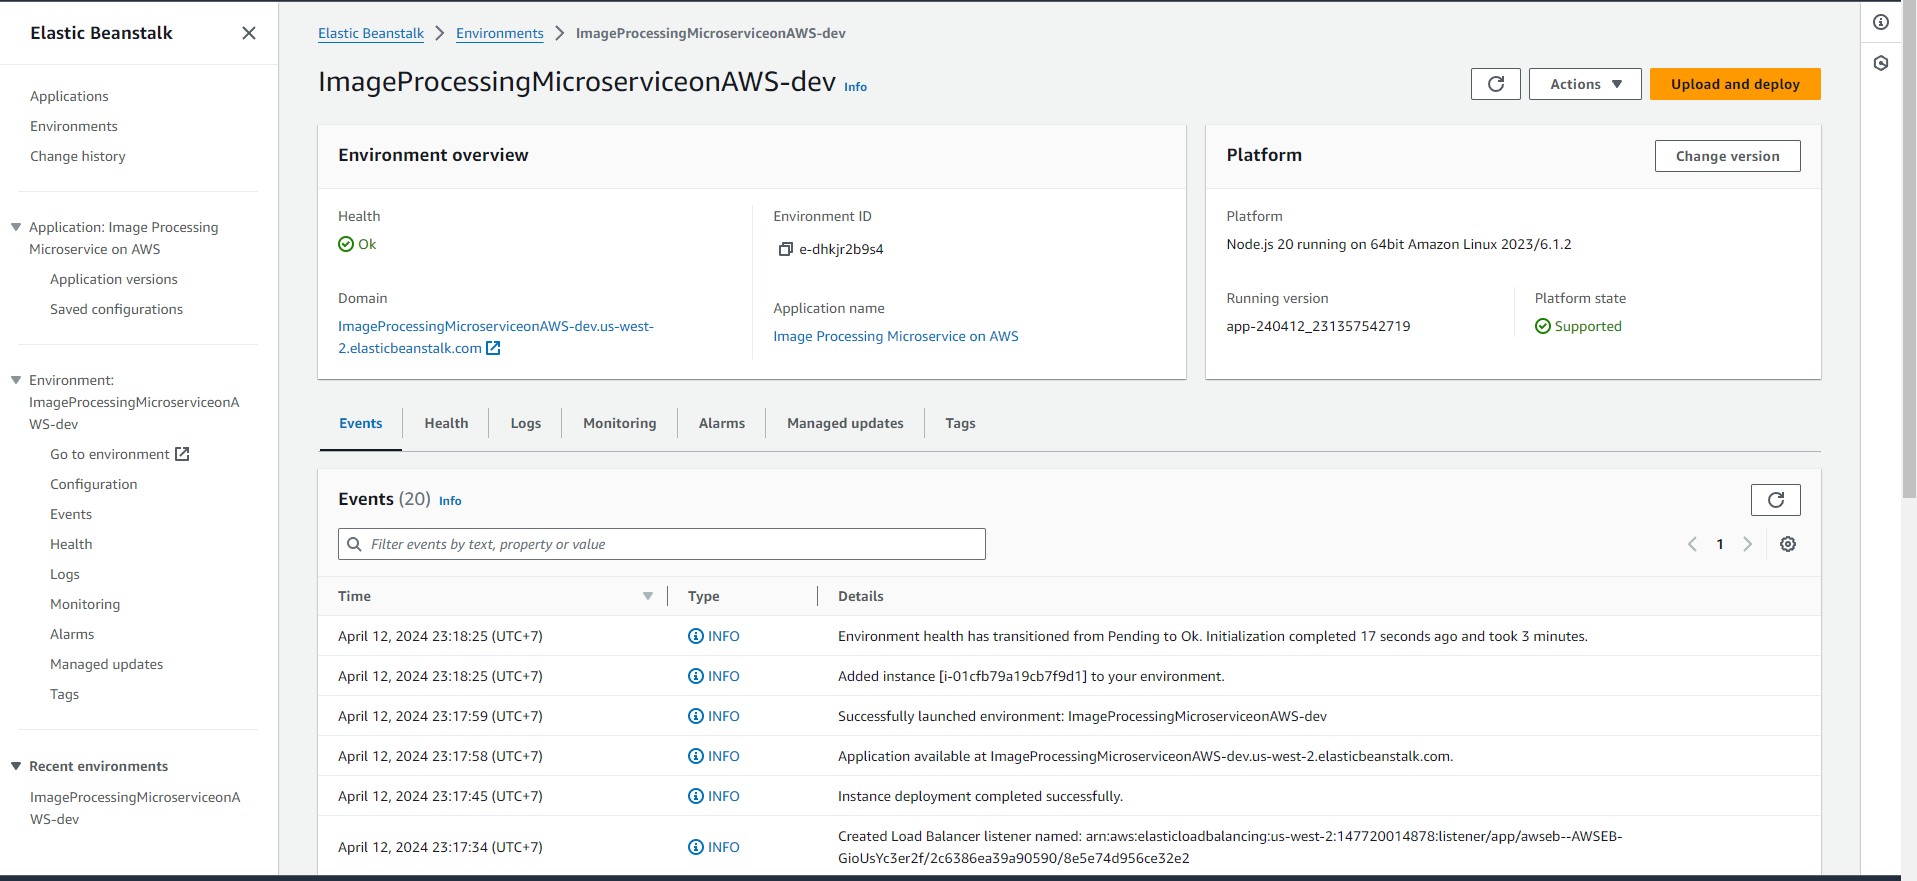 Elastic Beanstalk
Applications
Environments
Change history
Application: Image Processing
Microservice on AWS
Application versions
Saved configurations
Environment:
ImageProcessingMicroserviceonA
WS-dev
Go to environment
Configuration
Events
Health
Logs
Monitoring
Alarms
Managed updates
Tags
Recent environments
ImageProcessingMicroserviceonA
WS-dev
Elastic Beanstalk > Environments > ImageProcessingMicroserviceonAWS-dev
ImageProcessingMicroserviceonAWS-dev Info
Actions
Upload and deploy
Environment overview
Health
Ok
Domain
ImageProcessingMicroserviceonAWS-dev.us-west-
2.elasticbeanstalk.com
Environment ID
e-dhkjr2b9s4
Application name
Image Processing Microservice on AWS
Platform
Change version
Platform
Node.js 20 running on 64bit Amazon Linux 2023/6.1.2
Running version
app-240412_231357542719
Platform state
Supported
Events Health Logs Monitoring Alarms Managed updates Tags
Events (20) Info
Filter events by text, property or value
1
Time Type Details
April 12, 2024 23:18:25 (UTC+7) INFO Environment health has transitioned from Pending to Ok. Initialization completed 17 seconds ago and took 3 minutes.
April 12, 2024 23:18:25 (UTC+7) INFO Added instance [i-01cfb79a19cb7f9d1] to your environment.
April 12, 2024 23:17:59 (UTC+7) INFO Successfully launched environment: ImageProcessingMicroserviceonAWS-dev
April 12, 2024 23:17:58 (UTC+7) INFO Application available at ImageProcessingMicroserviceonAWS-dev.us-west-2.elasticbeanstalk.com.
April 12, 2024 23:17:45 (UTC+7) INFO Instance deployment completed successfully.
April 12, 2024 23:17:34 (UTC+7) INFO Created Load Balancer listener named: arn:aws:elasticloadbalancing:us-west-2:147720014878:listener/app/awseb--AWSEB-
GioUsYc3er2f/2c6386ea39a90590/8e5e74d956ce32e2